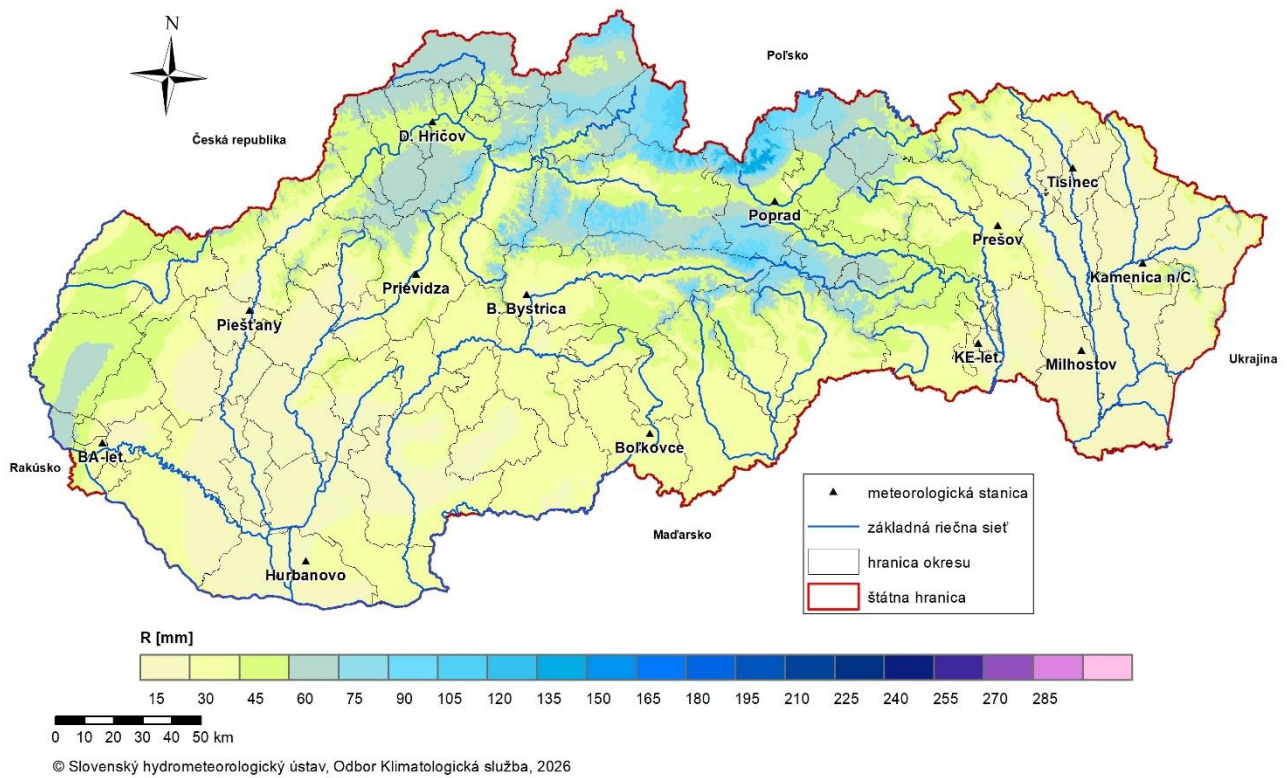 N
Poľsko
Česká republika
D. Hričov
Tisinec
Poprad
Prešov
Kamenica n/C.
Prievidza
B. Bystrica
Piešťany
KE-let.
Milhostov
Ukrajina
Boľkovce
BA-let.
Rakúsko
Maďarsko
Hurbanovo
meteorologická stanica
základná riečna sieť
hranica okresu
štátna hranica
R [mm]
15 30 45 60 75 90 105 120 135 150 165 180 195 210 225 240 255 270 285
0 10 20 30 40 50 km
© Slovenský hydrometeorologický ústav, Odbor Klimatologická služba, 2026